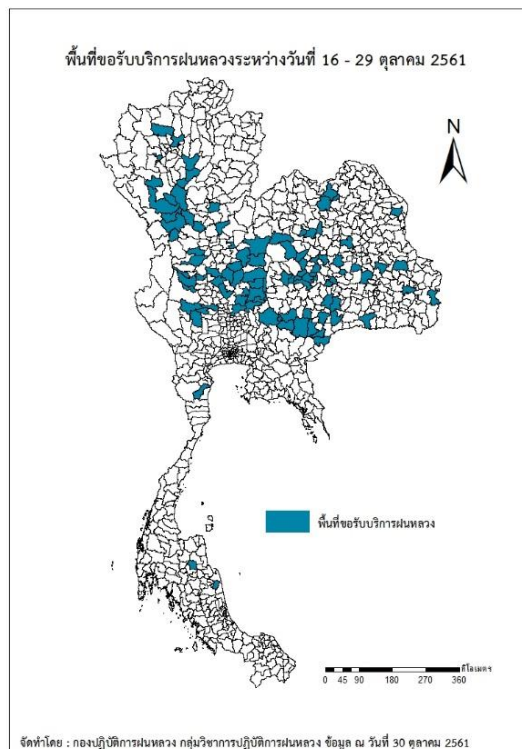 พื้นที่ขอรับบริการฝนหลวงระหว่างวันที่ 16 - 29 ตุลาคม 2561
N
พื้นที่ขอรับบริการฝนหลวง
กิโลเมตร
0 45 90 180 270 360
จัดทำโดย : กองปฏิบัติการฝนหลวง กลุ่มวิชาการปฏิบัติการฝนหลวง ข้อมูล ณ วันที่ 30 ตุลาคม 2561